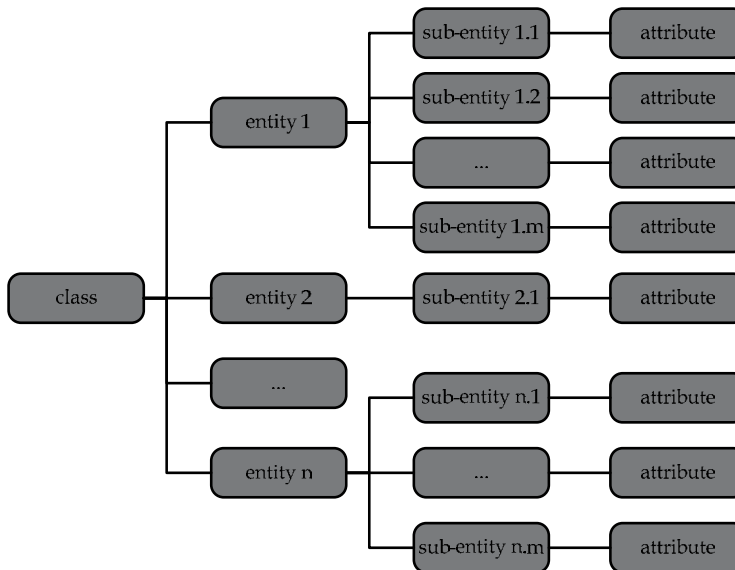 sub-entity 1.1
attribute
sub-entity 1.2
attribute
entity 1
...
attribute
sub-entity 1.m
attribute
class
entity 2
sub-entity 2.1
attribute
...
sub-entity n.1
attribute
entity n
...
attribute
sub-entity n.m
attribute